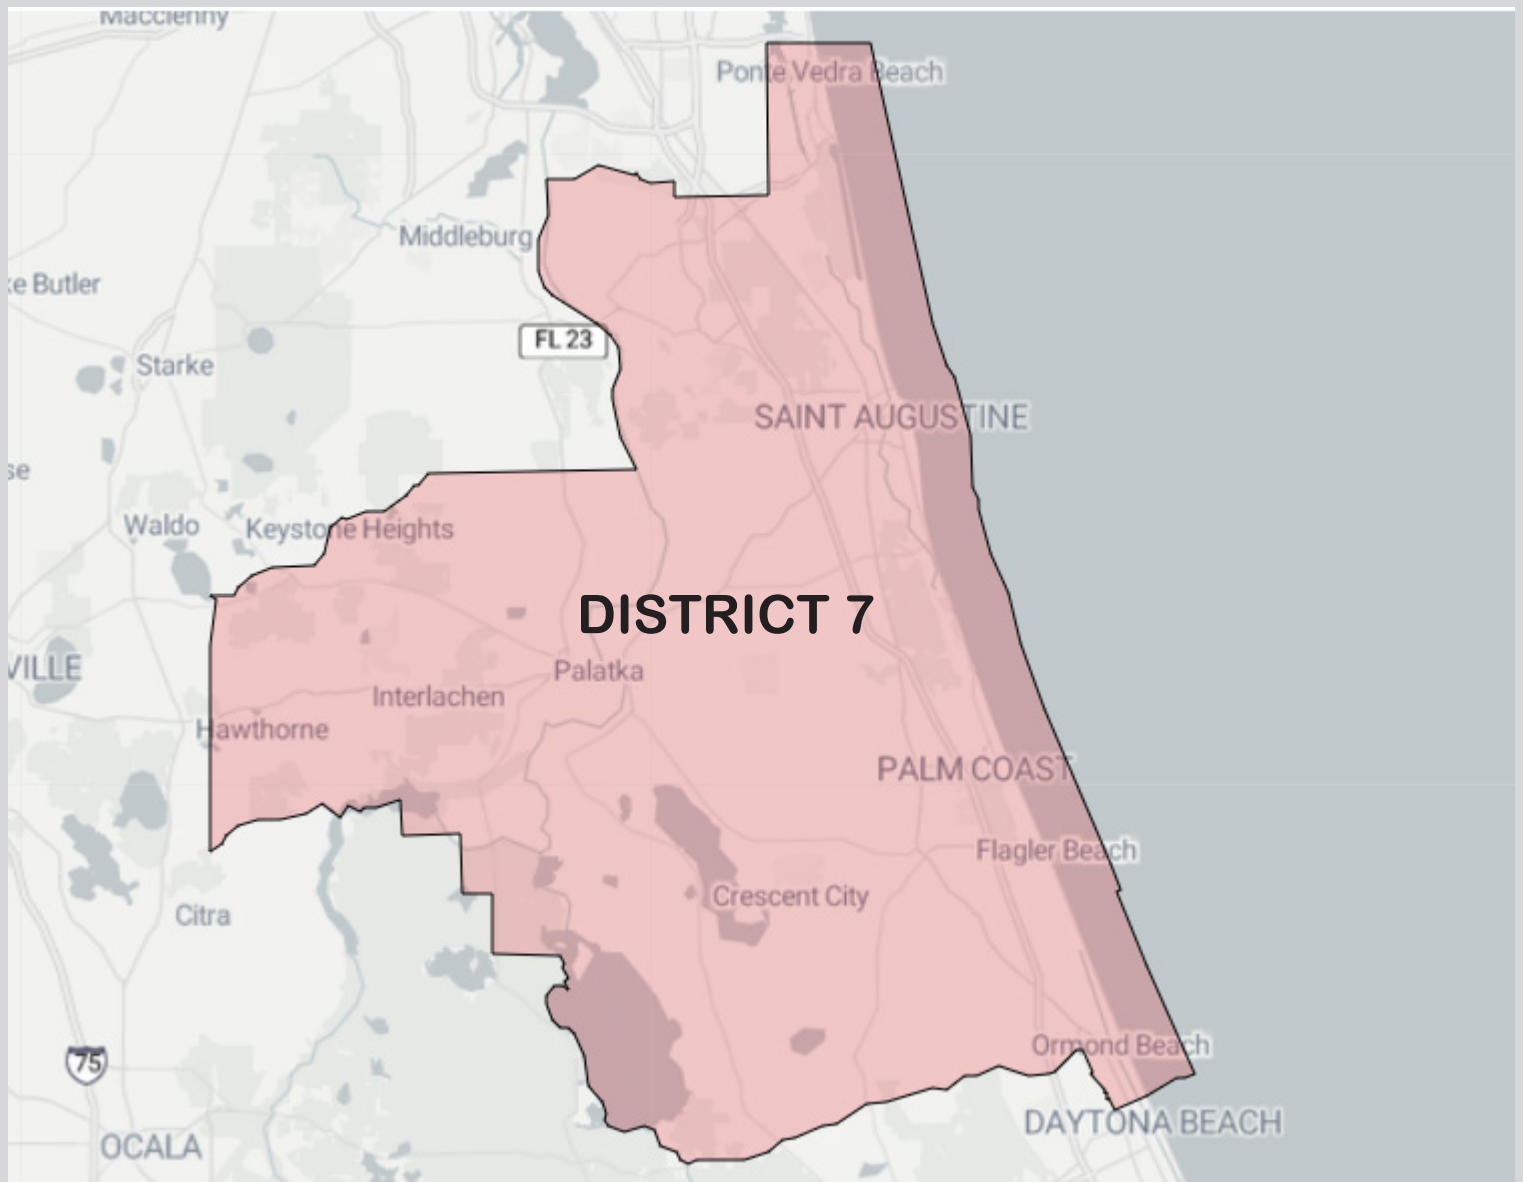 Macclenny
Ponte Vedra Beach
Middleburg
ke Butler
FL 23
Starke
SAINT AUGUSTINE
se
Waldo
Keystone Heights
DISTRICT 7
VILLE
Palatka
Interlachen
Hawthorne
PALM COAST
Flagler Beach
Crescent City
Citra
Ormond Beach
75
DAYTONA BEACH
OCALA